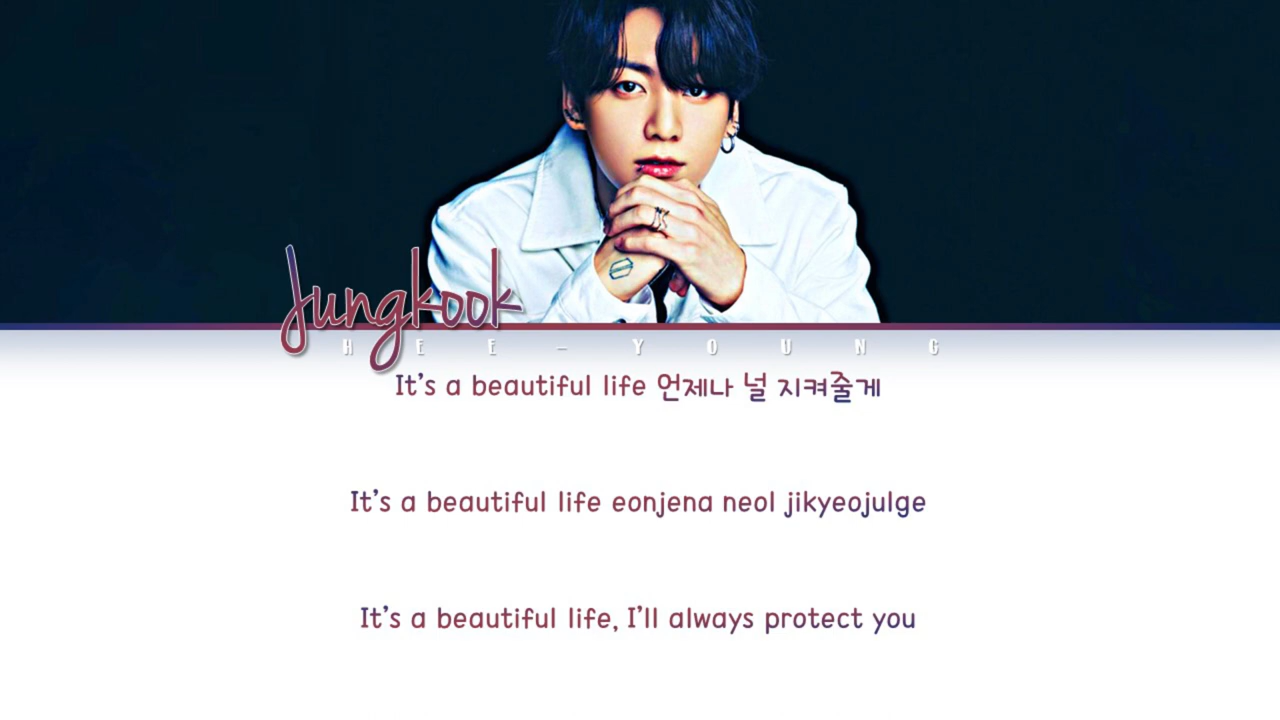 Jungkook
HEE-YOUNG
It's a beautiful life 언제나 널 지켜줄게
It's a beautiful life eonjena neol jikyeojulge
It's a beautiful life, I'll always protect you